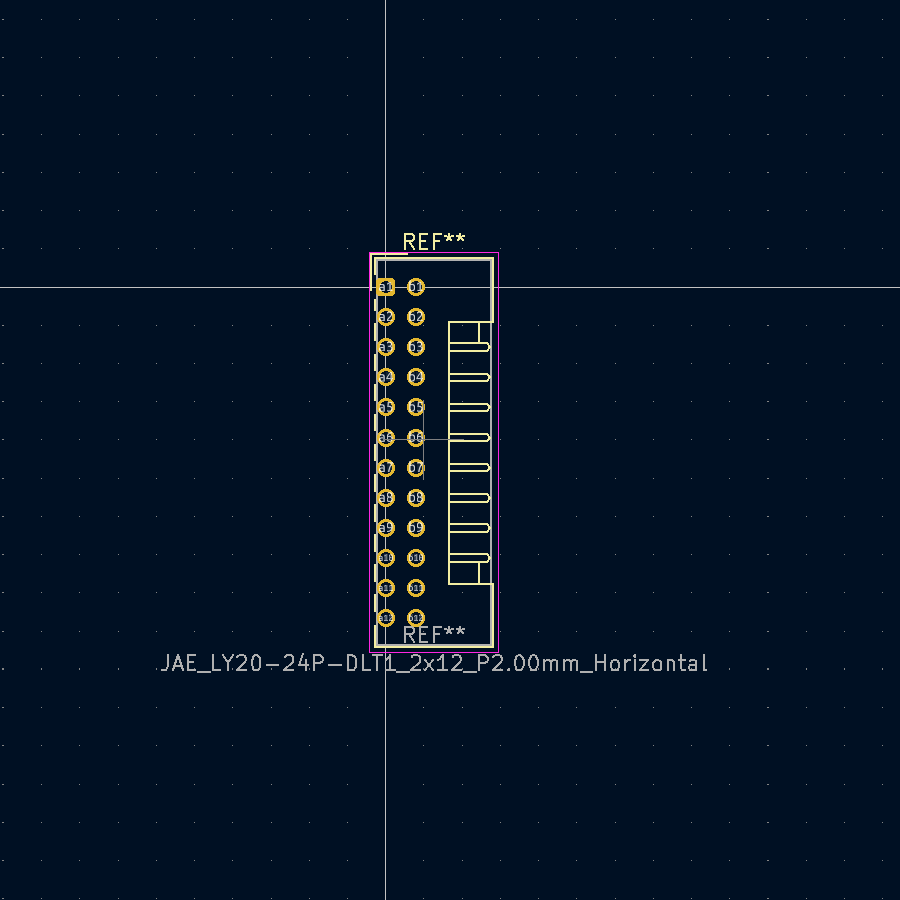 REF**
a1 b1
a2 b2
a3 b3
a4 b4
a5 b5
a6 b6
a7 b7
a8 b8
a9 b9
a10 b10
a11 b11
a12 b12
REF**
JAE_LY20-24P-DLT1_2x12_P2.00mm_Horizontal